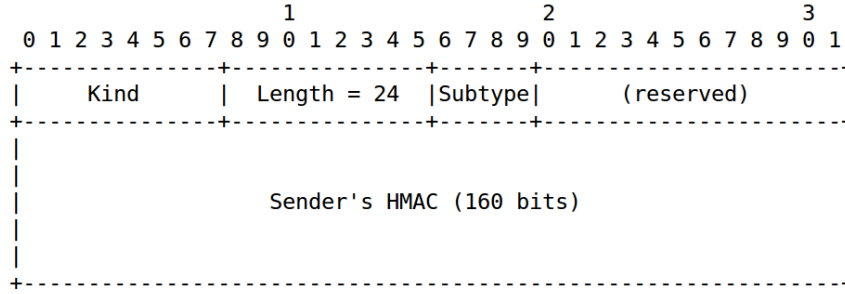 1                   2                   3
 0 1 2 3 4 5 6 7 8 9 0 1 2 3 4 5 6 7 8 9 0 1 2 3 4 5 6 7 8 9 0 1
+---------------+---------------+-------+-----------------------+
|     Kind      |  Length = 24  |Subtype|      (reserved)
+---------------+---------------+-------+-----------------------+
|
|
|                   Sender's HMAC (160 bits)
|
|
+----------------------------------------------------------------